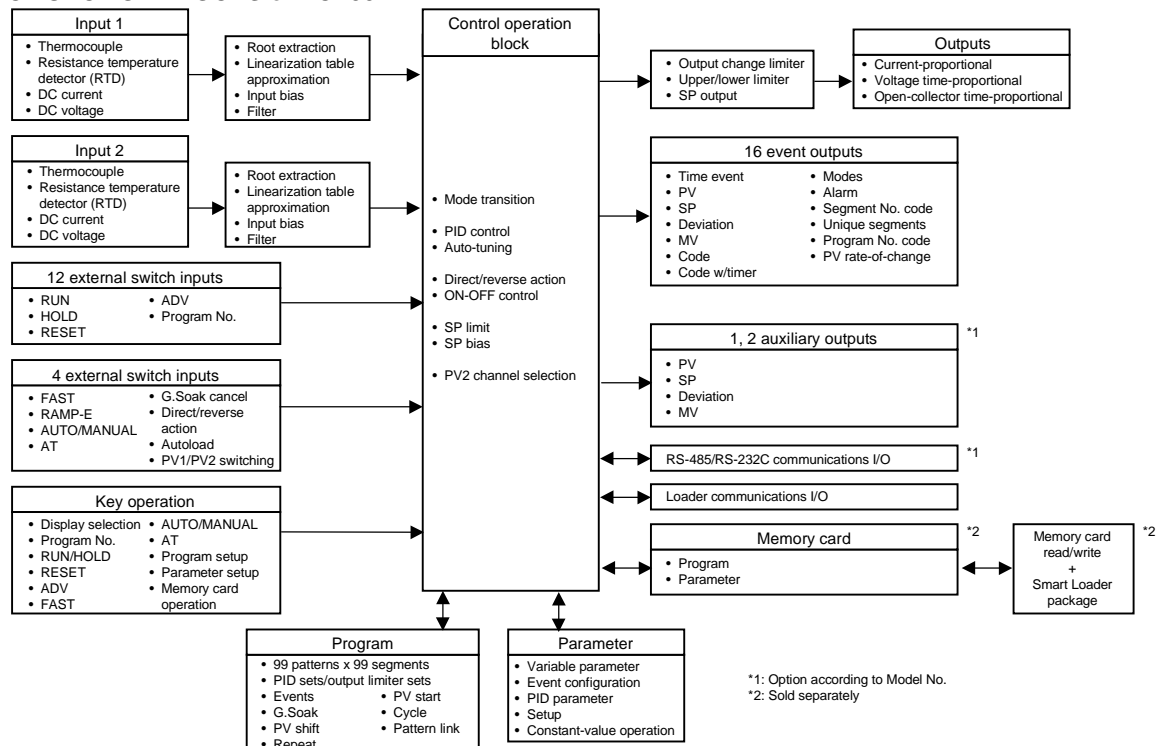 Input 1
• Thermocouple
• Resistance temperature
detector (RTD)
• DC current
• DC voltage
• Root extraction
• Linearization table
approximation
• Input bias
• Filter
Input 2
• Thermocouple
• Resistance temperature
detector (RTD)
• DC current
• DC voltage
• Root extraction
• Linearization table
approximation
• Input bias
• Filter
12 external switch inputs
• RUN
• HOLD
• RESET
• ADV
• Program No.
4 external switch inputs
• FAST
• RAMP-E
• AUTO/MANUAL
• AT
• G.Soak cancel
• Direct/reverse
action
• Autoload
• PV1/PV2 switching
Key operation
• Display selection
• Program No.
• RUN/HOLD
• RESET
• ADV
• FAST
• AUTO/MANUAL
• AT
• Program setup
• Parameter setup
• Memory card
operation
Control operation
block
• Mode transition
• PID control
• Auto-tuning
• Direct/reverse action
• ON-OFF control
• SP limit
• SP bias
• PV2 channel selection
• Output change limiter
• Upper/lower limiter
• SP output
Outputs
• Current-proportional
• Voltage time-proportional
• Open-collector time-proportional
16 event outputs
• Time event
• PV
• SP
• Deviation
• MV
• Code
• Code w/timer
• Modes
• Alarm
• Segment No. code
• Unique segments
• Program No. code
• PV rate-of-change
1, 2 auxiliary outputs
*1
• PV
• SP
• Deviation
• MV
RS-485/RS-232C communications I/O
*1
Loader communications I/O
Memory card
*2
• Program
• Parameter
Memory card
read/write
+
Smart Loader
package
*2
Program
• 99 patterns x 99 segments
• PID sets/output limiter sets
• Events
• G.Soak
• PV shift
• Repeat
• PV start
• Cycle
• Pattern link
Parameter
• Variable parameter
• Event configuration
• PID parameter
• Setup
• Constant-value operation
*1: Option according to Model No.
*2: Sold separately